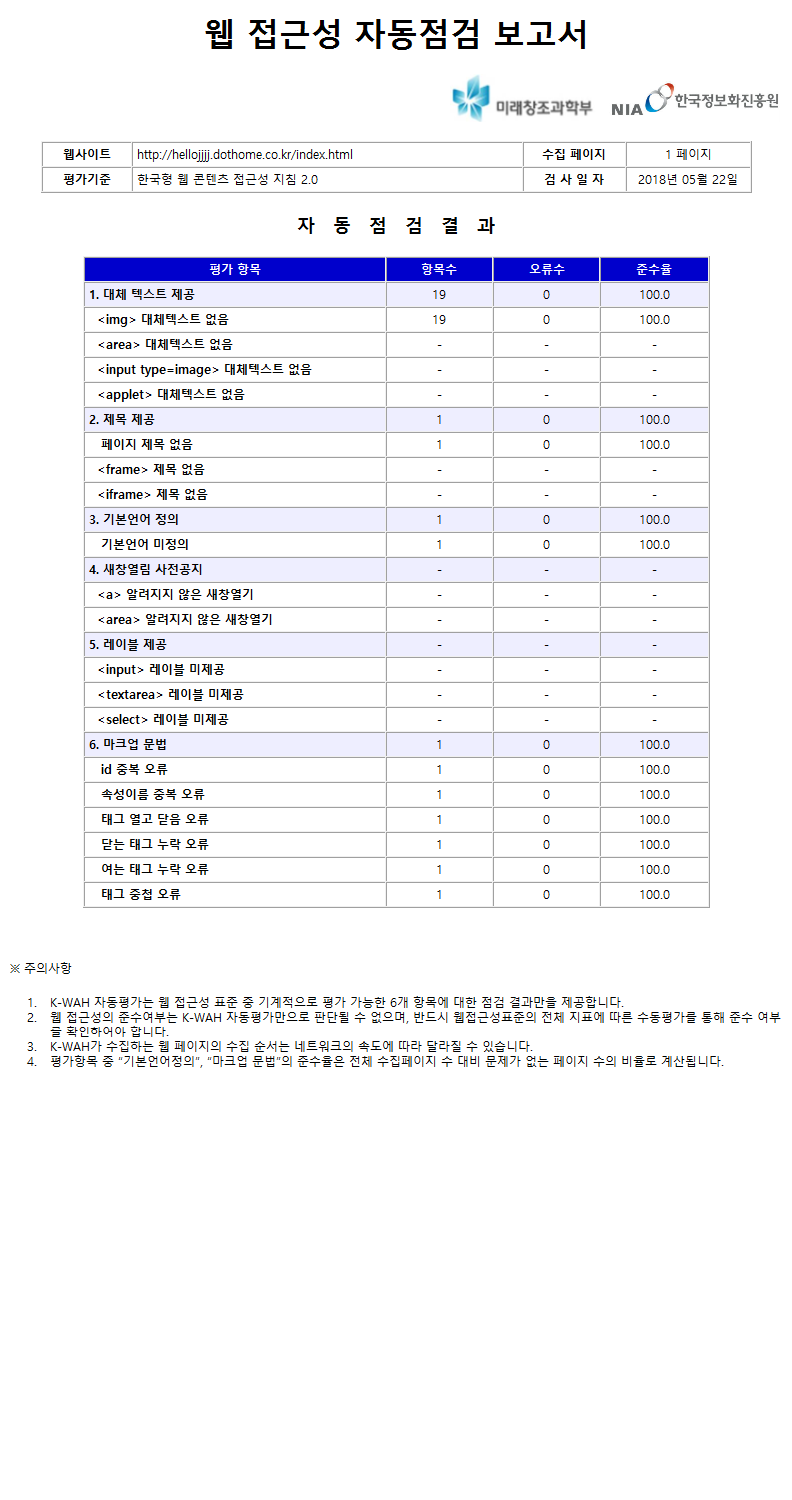 웹 접근성 자동점검 보고서
미래창조과학부 NIA 한국정보화진흥원
웹사이트 http://hellojjjj.dothome.co.kr/index.html 수집 페이지 1 페이지
평가기준 한국형 웹 콘텐츠 접근성 지침 2.0 검 사 일 자 2018년 05월 22일
자 동 점 검 결 과
평가 항목 항목수 오류수 준수율
1. 대체 텍스트 제공 19 0 100.0
<img> 대체텍스트 없음 19 0 100.0
<area> 대체텍스트 없음 - - -
<input type=image> 대체텍스트 없음 - - -
<applet> 대체텍스트 없음 - - -
2. 제목 제공 1 0 100.0
페이지 제목 없음 1 0 100.0
<frame> 제목 없음 - - -
<iframe> 제목 없음 - - -
3. 기본언어 정의 1 0 100.0
기본언어 미정의 1 0 100.0
4. 새창열림 사전공지 - - -
<a> 알려지지 않은 새창열기 - - -
<area> 알려지지 않은 새창열기 - - -
5. 레이블 제공 - - -
<input> 레이블 미제공 - - -
<textarea> 레이블 미제공 - - -
<select> 레이블 미제공 - - -
6. 마크업 문법 1 0 100.0
id 중복 오류 1 0 100.0
속성이름 중복 오류 1 0 100.0
태그 열고 닫음 오류 1 0 100.0
닫는 태그 누락 오류 1 0 100.0
여는 태그 누락 오류 1 0 100.0
태그 중첩 오류 1 0 100.0
※ 주의사항
1. K-WAH 자동평가는 웹 접근성 표준 중 기계적으로 평가 가능한 6개 항목에 대한 점검 결과만을 제공합니다.
2. 웹 접근성의 준수여부는 K-WAH 자동평가만으로 판단될 수 없으며, 반드시 웹접근성표준의 전체 지표에 따른 수동평가를 통해 준수 여부
를 확인하여야 합니다.
3. K-WAH가 수집하는 웹 페이지의 수집 순서는 네트워크의 속도에 따라 달라질 수 있습니다.
4. 평가항목 중 "기본언어정의", "마크업 문법"의 준수율은 전체 수집페이지 수 대비 문제가 없는 페이지 수의 비율로 계산됩니다.